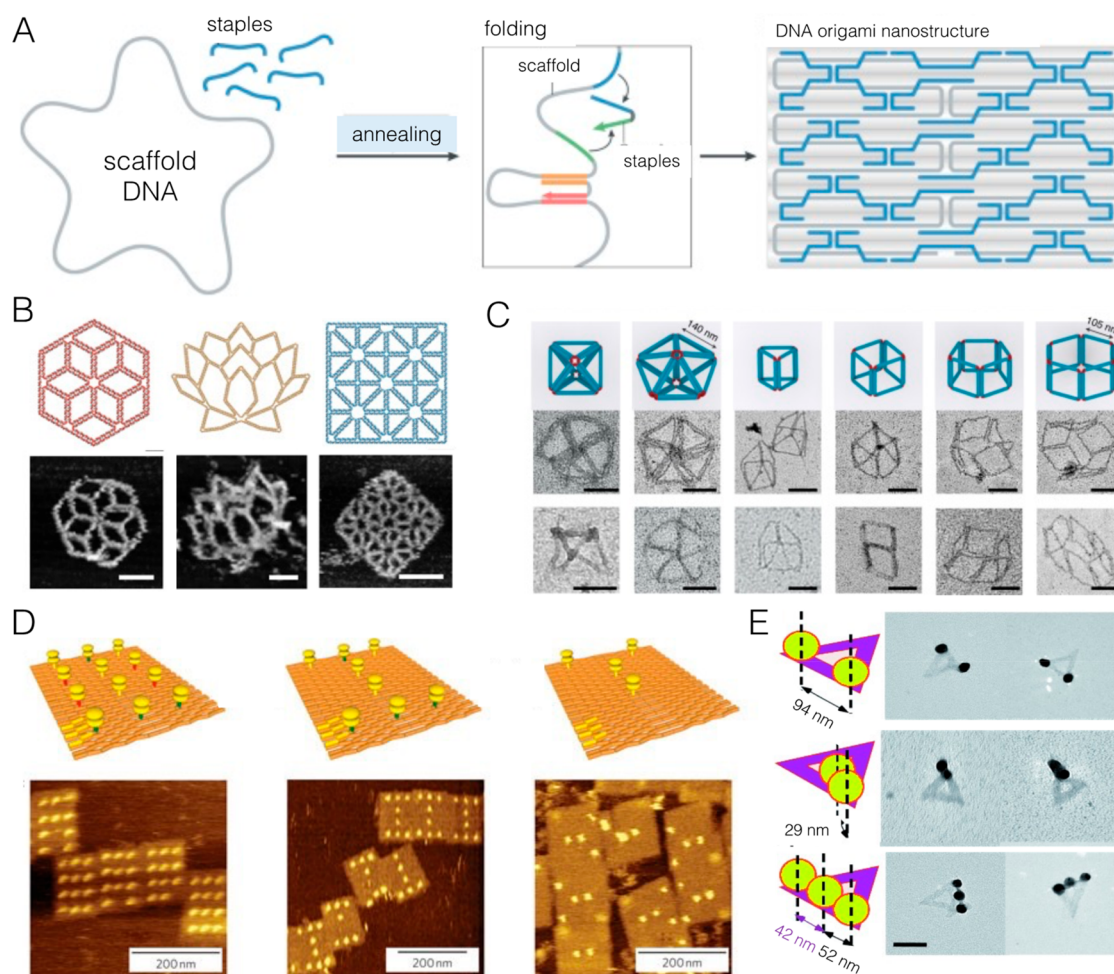 A
staples
scaffold
DNA
annealing
folding
scaffold
staples
DNA origami nanostructure
B
C
140 nm
105 nm
D
200 nm
200 nm
200 nm
E
94 nm
29 nm
42 nm
52 nm